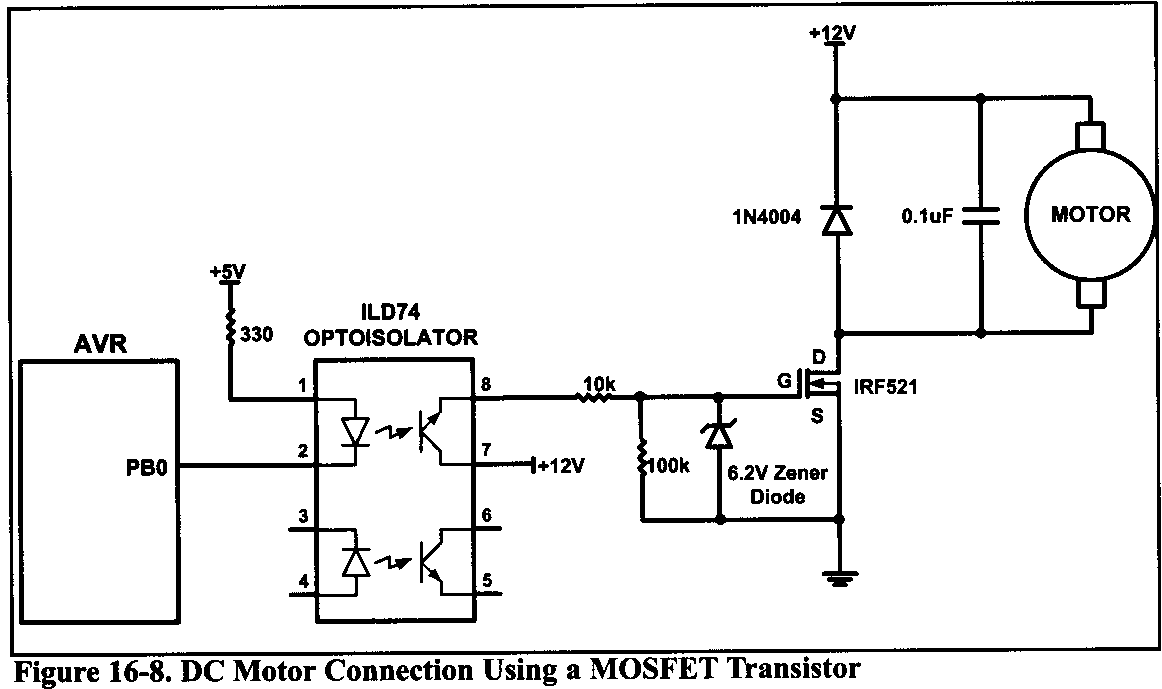 +12V
1N4004
0.1uF
MOTOR
+5V
330
ILD74
OPTOISOLATOR
AVR
PB0
1
2
3
4
8
7
6
5
10k
+12V
100k
6.2V Zener
Diode
G
D
S
IRF521
Figure 16-8. DC Motor Connection Using a MOSFET Transistor